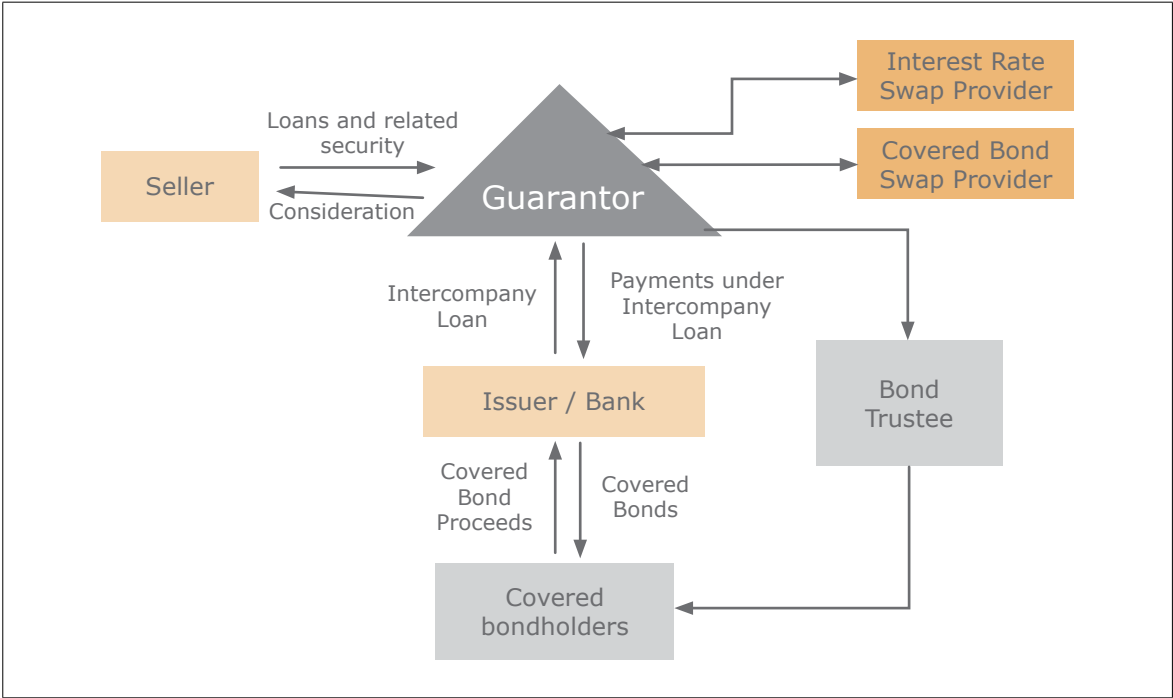 Interest Rate
Swap Provider
Covered Bond
Swap Provider
Loans and related
security
Seller
Consideration
Guarantor
Intercompany
Loan
Payments under
Intercompany
Loan
Issuer / Bank
Bond
Trustee
Covered
Bond
Proceeds
Covered
Bonds
Covered
bondholders